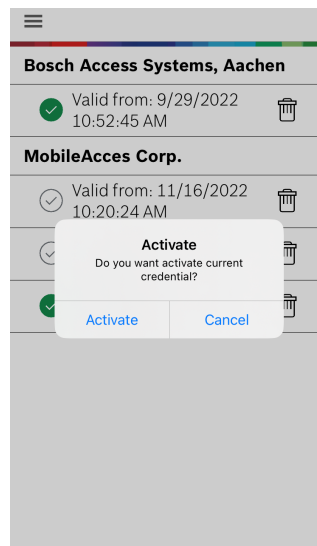 Bosch Access Systems, Aachen
Valid from: 9/29/2022
10:52:45 AM
MobileAcces Corp.
Valid from: 11/16/2022
10:20:24 AM
Activate
Do you want activate current
credential?
Activate
Cancel